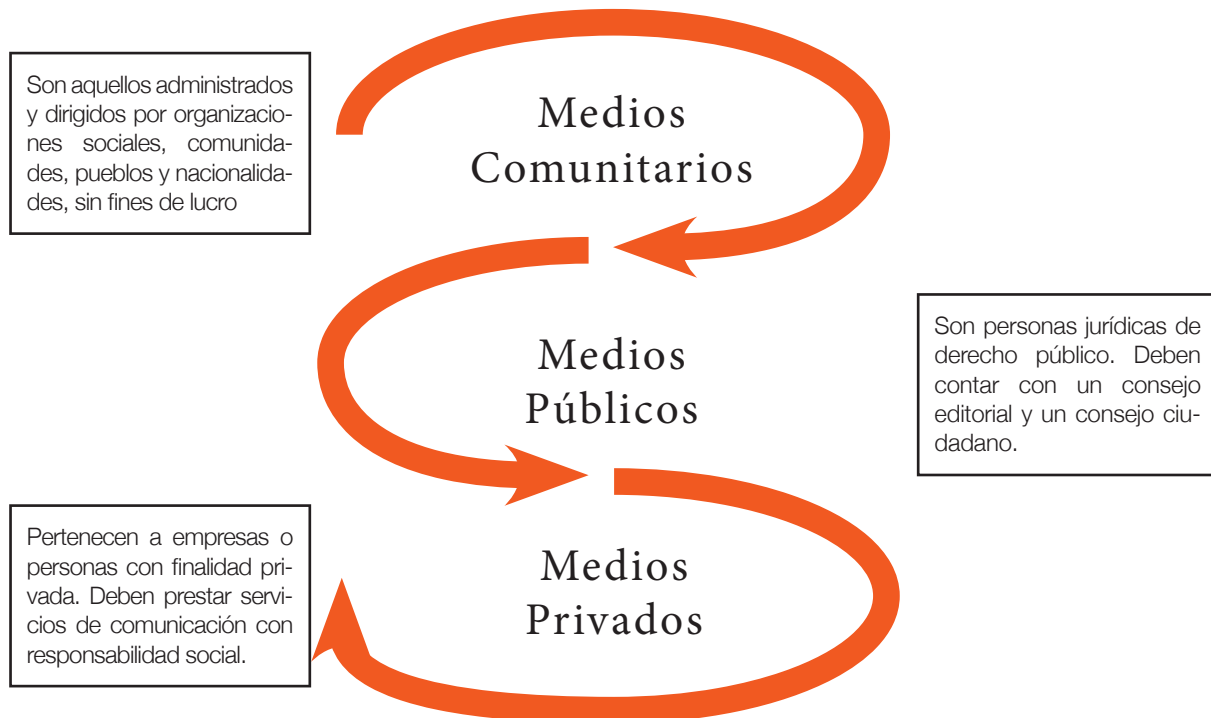 Son aquellos administrados
y dirigidos por organizacio-
nes sociales, comunida-
des, pueblos y nacionalida-
des, sin fines de lucro
Medios
Comunitarios
Medios
Públicos
Son personas jurídicas de
derecho público. Deben
contar con un consejo
editorial y un consejo ciu-
dadano.
Pertenecen a empresas o
personas con finalidad pri-
vada. Deben prestar servi-
cios de comunicación con
responsabilidad social.
Medios
Privados